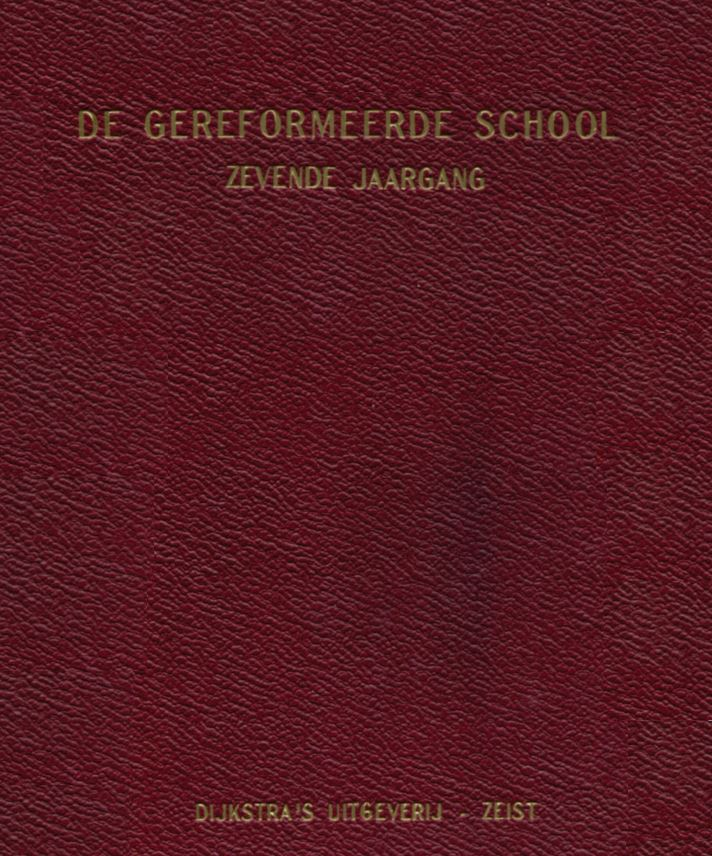 DE GEREFORMEERDE SCHOOL
ZEVENDE JAARGANG
DIJKSTRA'S UITGEVERIJ - ZEIST